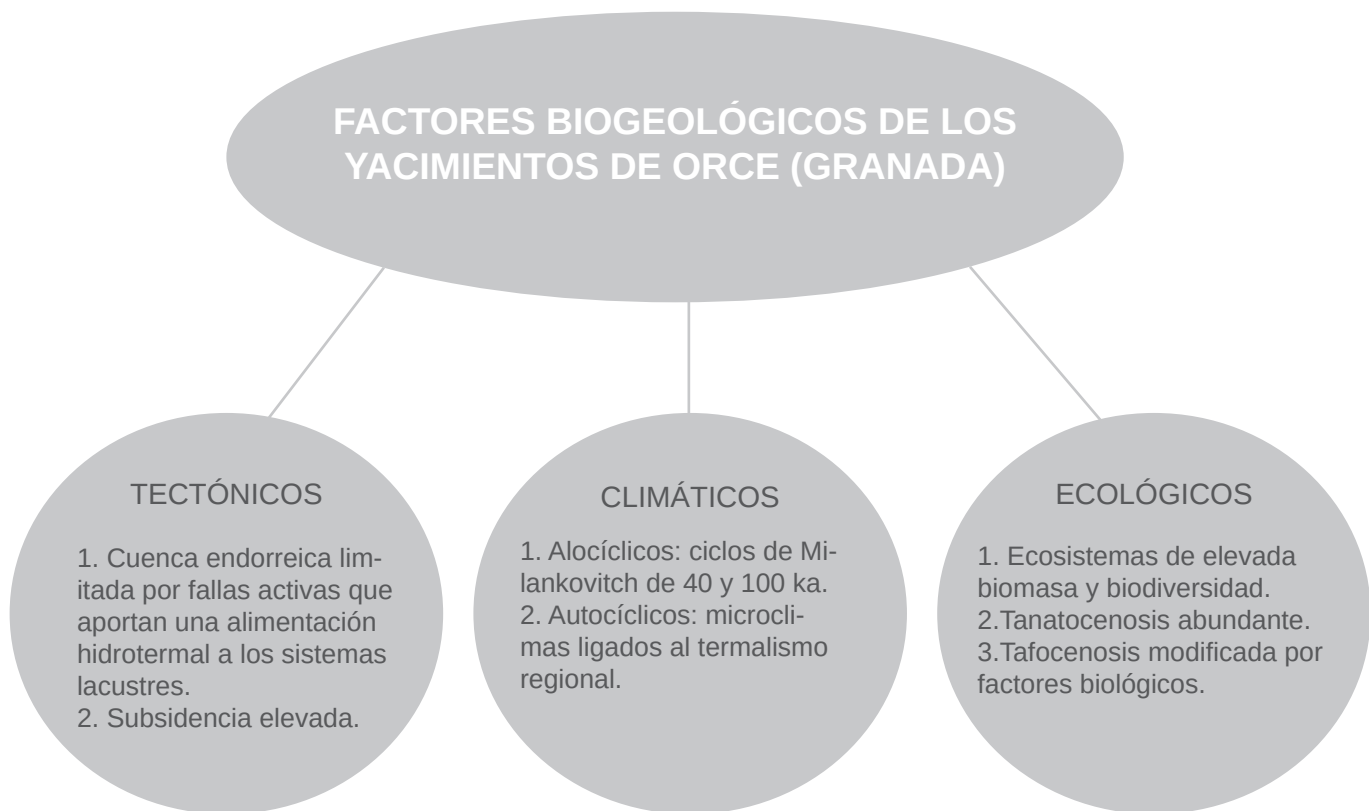 FACTORES BIOGEOLÓGICOS DE LOS
YACIMIENTOS DE ORCE (GRANADA)
TECTÓNICOS
1. Cuenca endorreica lim-
itada por fallas activas que
aportan una alimentación
hidrotermal a los sistemas
lacustres.
2. Subsidencia elevada.
CLIMÁTICOS
1. Alocíclicos: ciclos de Mi-
lankovitch de 40 y 100 ka.
2. Autocíclicos: microcli-
mas ligados al termalismo
regional.
ECOLÓGICOS
1. Ecosistemas de elevada
biomasa y biodiversidad.
2.Tanatocenosis abundante.
3.Tafocenosis modificada por
factores biológicos.